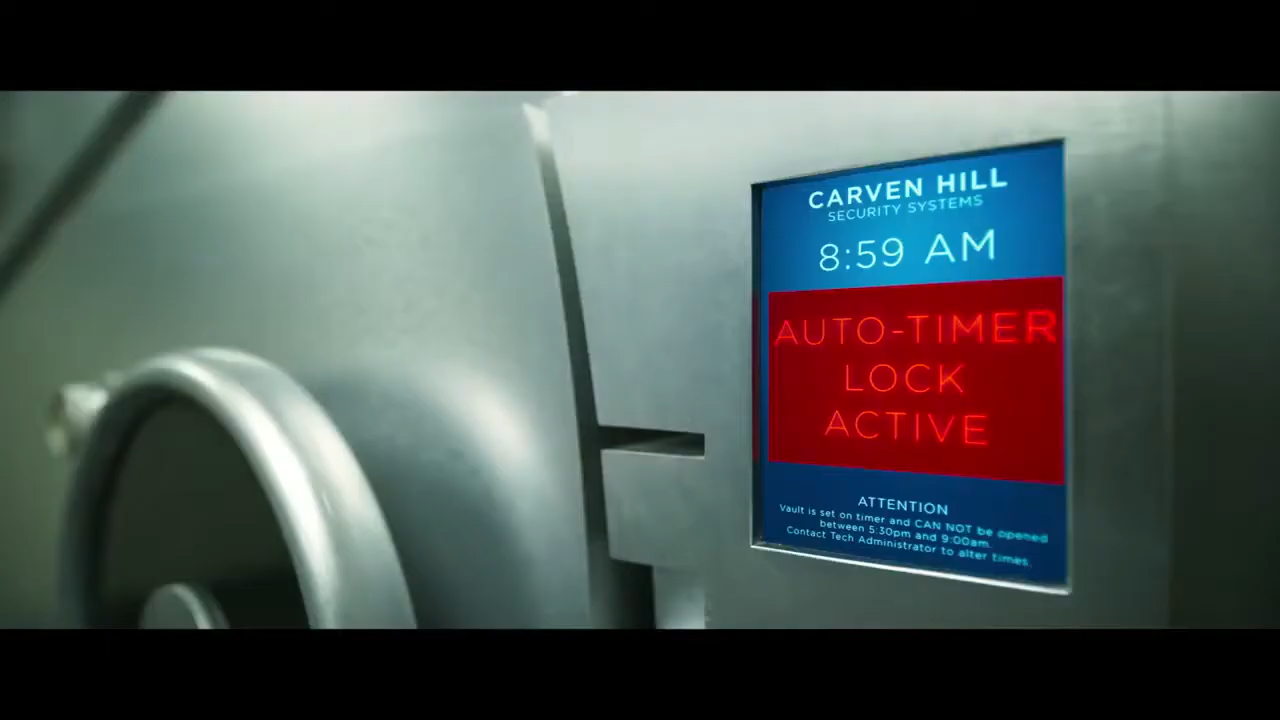 CARVEN HILL
SECURITY SYSTEMS
8:59 AM
AUTO-TIMER
LOCK
ACTIVE
ATTENTION
Vault is set on timer and CAN NOT be opened
between 5:30pm and 9:00am.
Contact Tech Administrator to alter times.